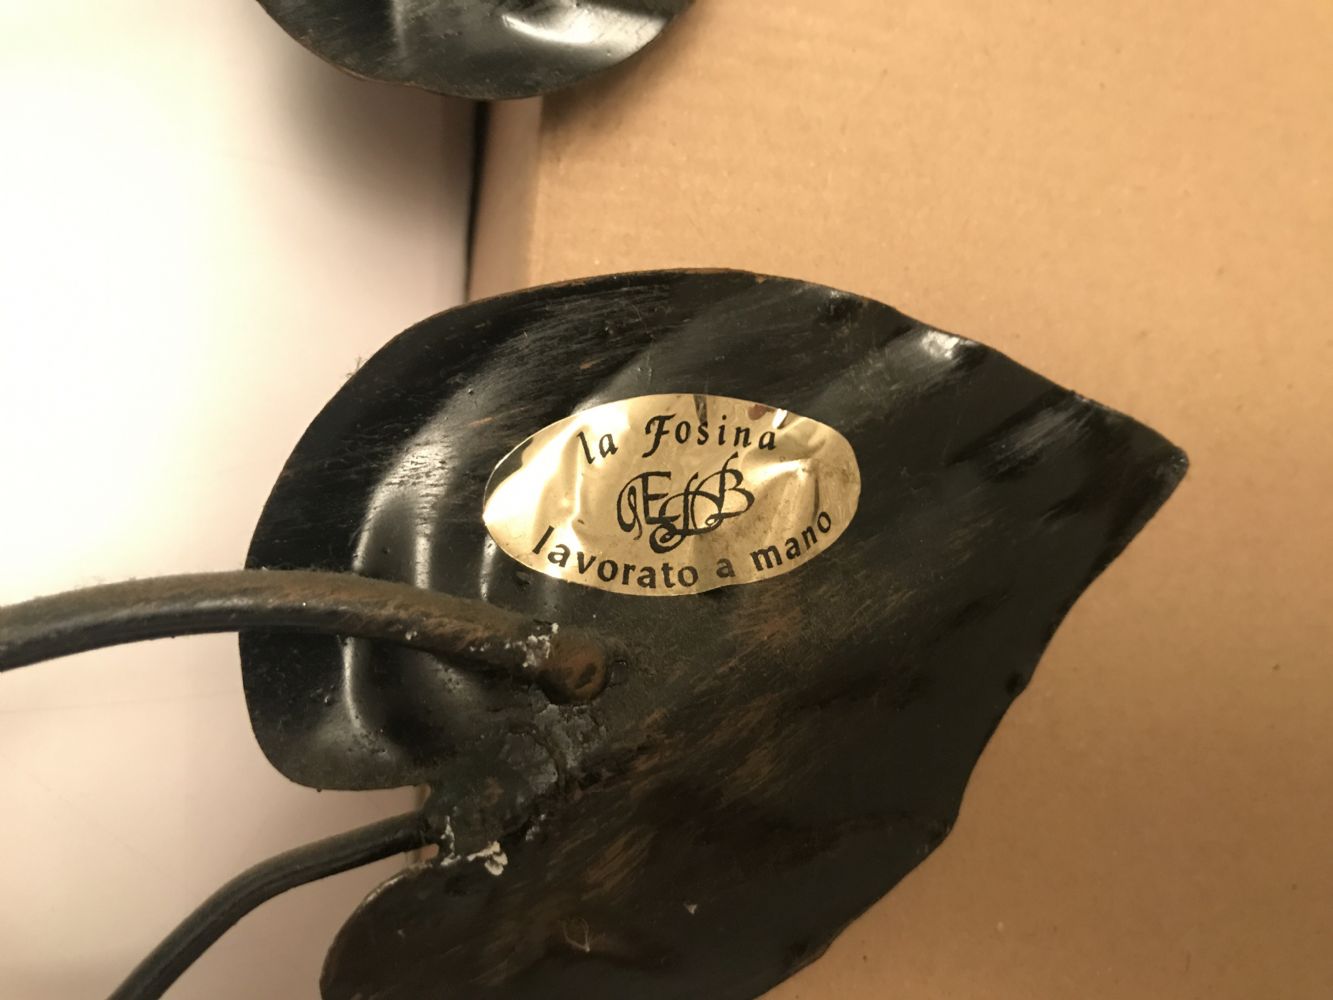 la Fosina
lavorato a mano